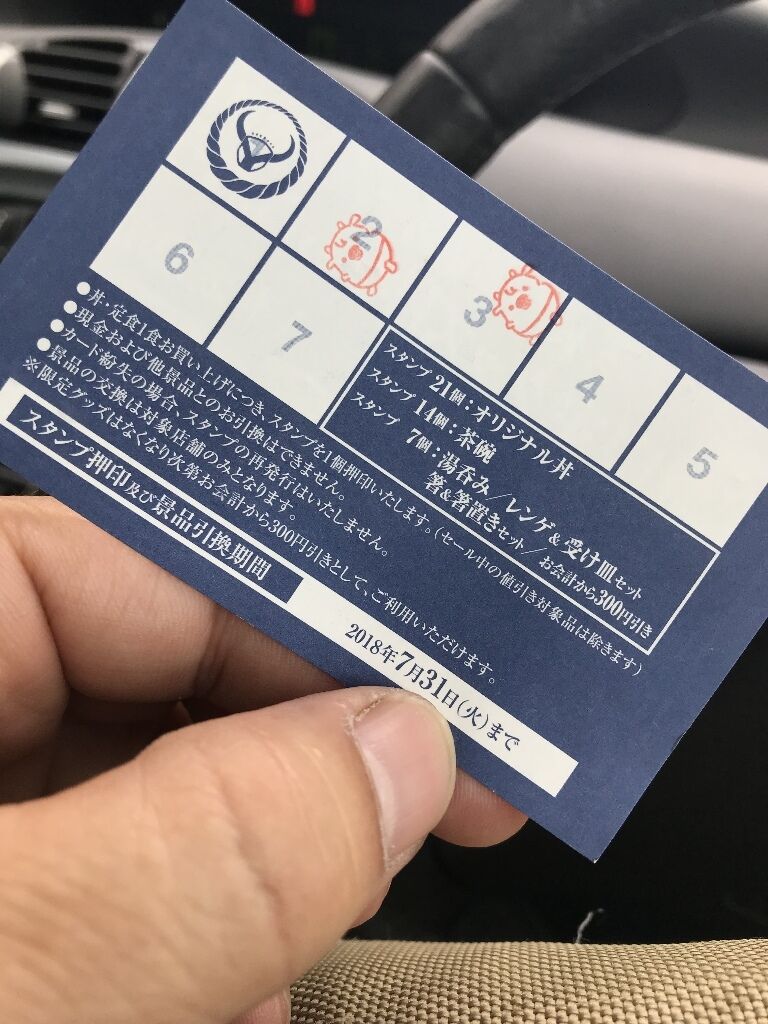 2
3
4
5
6
7
スタンプ21個：オリジナル丼
スタンプ14個：茶碗
スタンプ 7個：湯呑み／レンゲ&受け皿セット
箸&箸置きセット／お会計から300円引き
●丼・定食1食お買い上げにつき、スタンプを1個押印いたします。(セール中の値引き対象品は除きます)
●現金および他景品とのお引換はできません。
●カード紛失の場合、スタンプの再発行はいたしません。
●景品の交換は対象店舗のみとなります。
※限定グッズはなくなり次第お会計から300円引きとして、ご利用いただけます。
スタンプ押印及び景品引換期間
2018年7月31日(火)まで